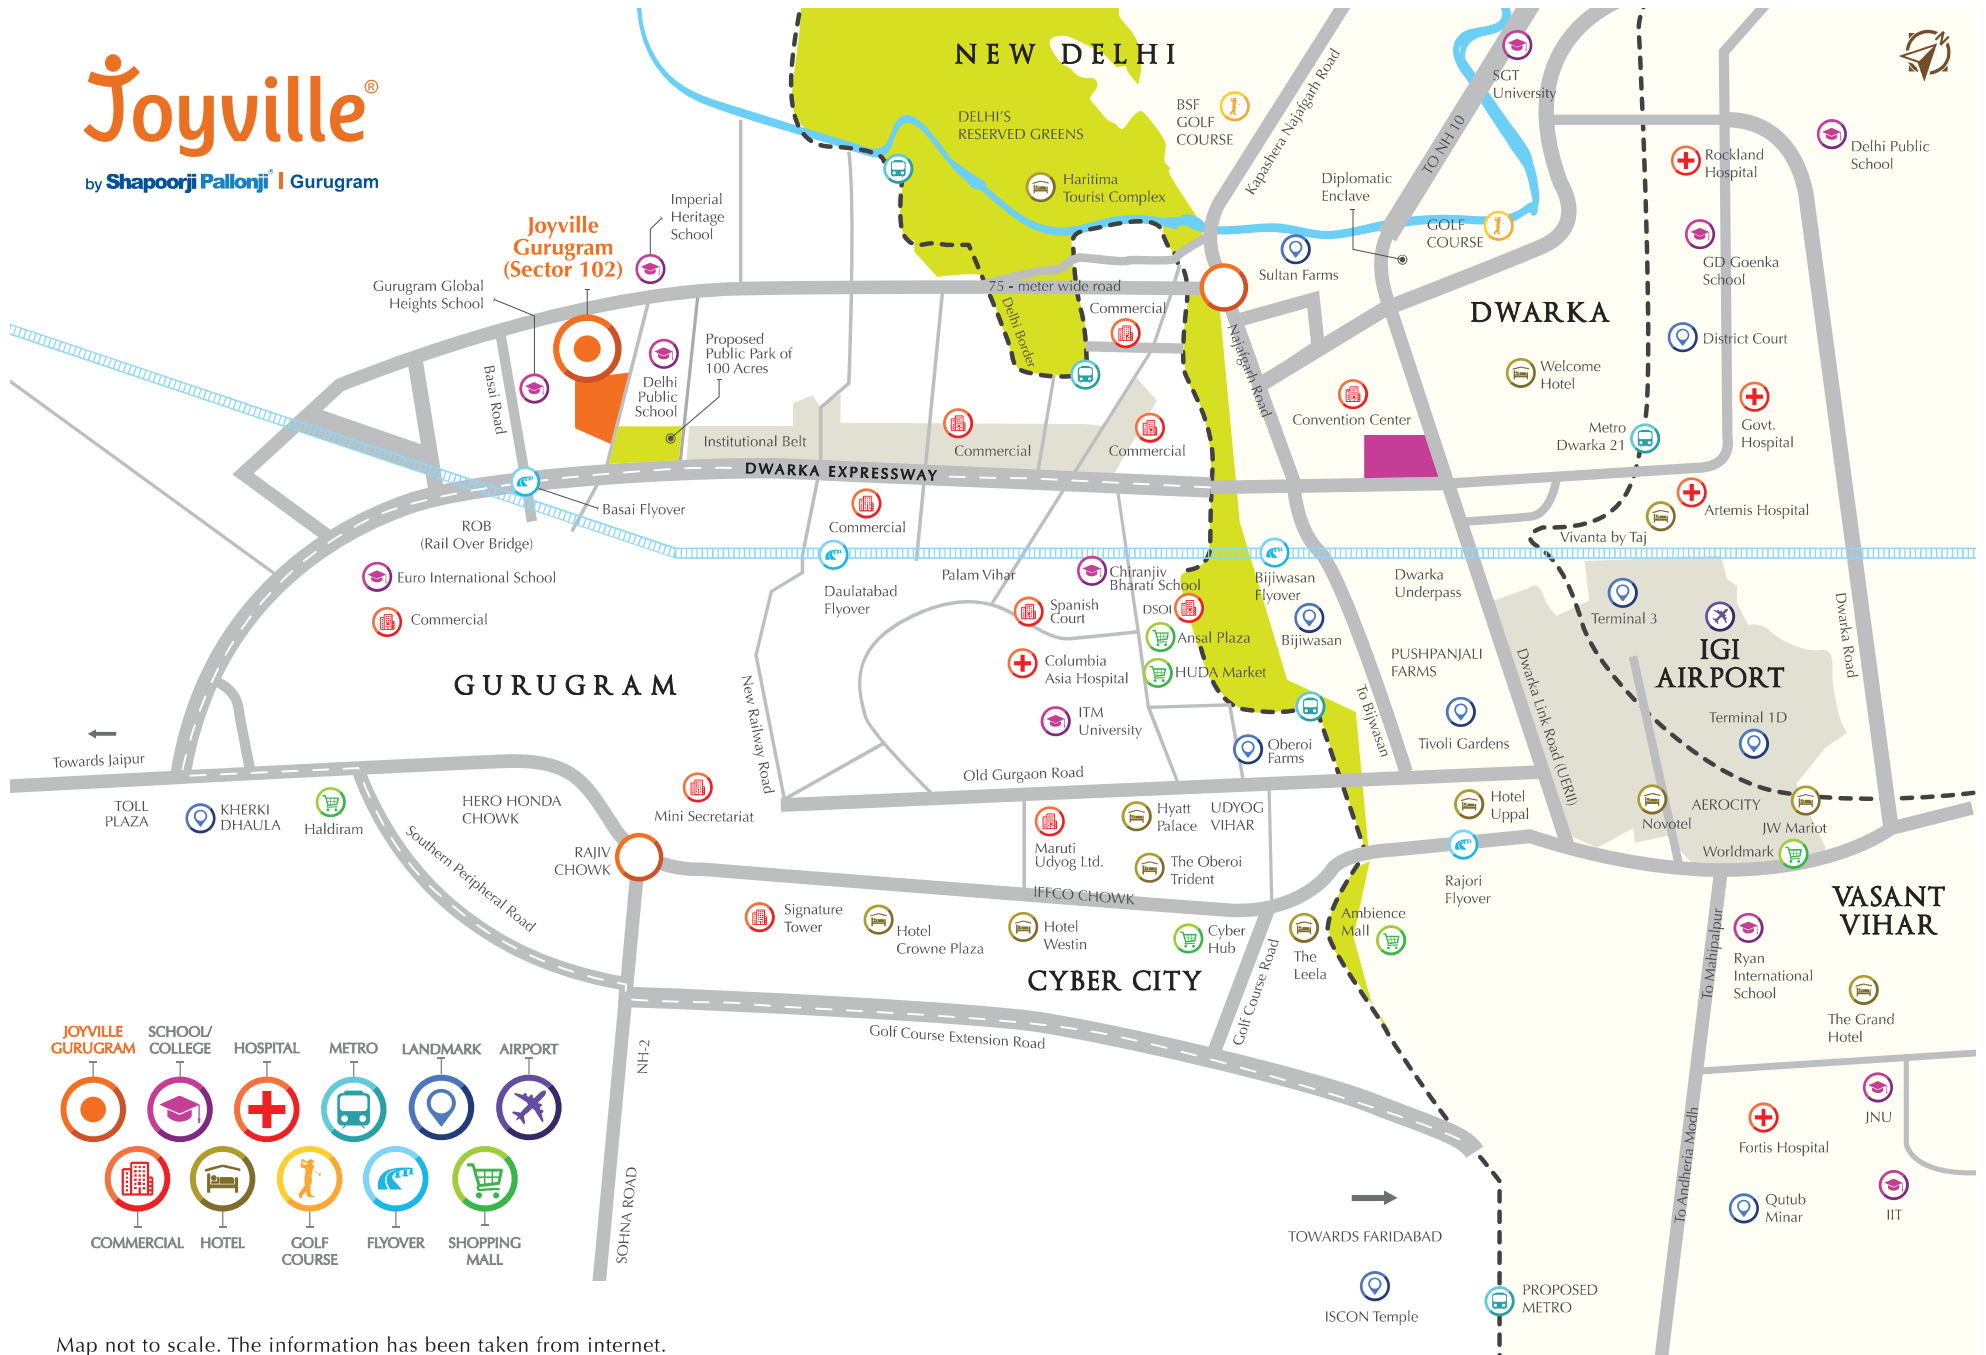 Joyville®
by Shapoorji Pallonji® | Gurugram
NEW DELHI
DELHI'S
RESERVED GREENS
BSF
GOLF
COURSE
Kapashera Najafgarh Road
SGT
University
TO NH 10
Delhi Public
School
Rockland
Hospital
Haritima
Tourist Complex
Diplomatic
Enclave
GOLF
COURSE
Imperial
Heritage
School
Joyville
Gurugram
(Sector 102)
Gurugram Global
Heights School
Sultan Farms
GD Goenka
School
75 - meter wide road
Delhi Border
Commercial
DWARKA
Najafgarh Road
District Court
Proposed
Public Park of
100 Acres
Delhi
Public
School
Basai Road
Welcome
Hotel
Convention Center
Metro
Dwarka 21
Govt.
Hospital
Institutional Belt
Commercial
Commercial
DWARKA EXPRESSWAY
Basai Flyover
ROB
(Rail Over Bridge)
Commercial
Artemis Hospital
Vivanta by Taj
Euro International School
Commercial
Daulatabad
Flyover
Palam Vihar
Chiranjiv
Bharati School
Bijiwasan
Flyover
Dwarka
Underpass
Spanish
Court
DSOI
Ansal Plaza
Bijiwasan
Terminal 3
IGI
AIRPORT
Dwarka Road
Columbia
Asia Hospital
HUDA Market
PUSHPANJALI
FARMS
GURUGRAM
New Railway Road
ITM
University
To Bijwasan
Dwarka Link Road (UERII)
Terminal 1D
Oberoi
Farms
Tivoli Gardens
Towards Jaipur
Old Gurgaon Road
TOLL
PLAZA
KHERKI
DHAULA
Haldiram
HERO HONDA
CHOWK
Mini Secretariat
Hyatt
Palace
UDYOG
VIHAR
Hotel
Uppal
Novotel
AEROCITY
JW Mariot
Worldmark
Southern Peripheral Road
RAJIV
CHOWK
Maruti
Udyog Ltd.
The Oberoi
Trident
IFFCO CHOWK
Rajori
Flyover
VASANT
VIHAR
Signature
Tower
Hotel
Crowne Plaza
Hotel
Westin
Cyber
Hub
Ambience
Mall
The
Leela
CYBER CITY
Golf Course Road
To Mahipalpur
Ryan
International
School
The Grand
Hotel
Golf Course Extension Road
NH-2
SOHNA ROAD
JOYVILLE
GURUGRAM
SCHOOL/
COLLEGE
HOSPITAL
METRO
LANDMARK
AIRPORT
COMMERCIAL
HOTEL
GOLF
COURSE
FLYOVER
SHOPPING
MALL
To Andheria Modh
Fortis Hospital
JNU
Qutub
Minar
IIT
TOWARDS FARIDABAD
ISCON Temple
PROPOSED
METRO
N
Map not to scale. The information has been taken from internet.